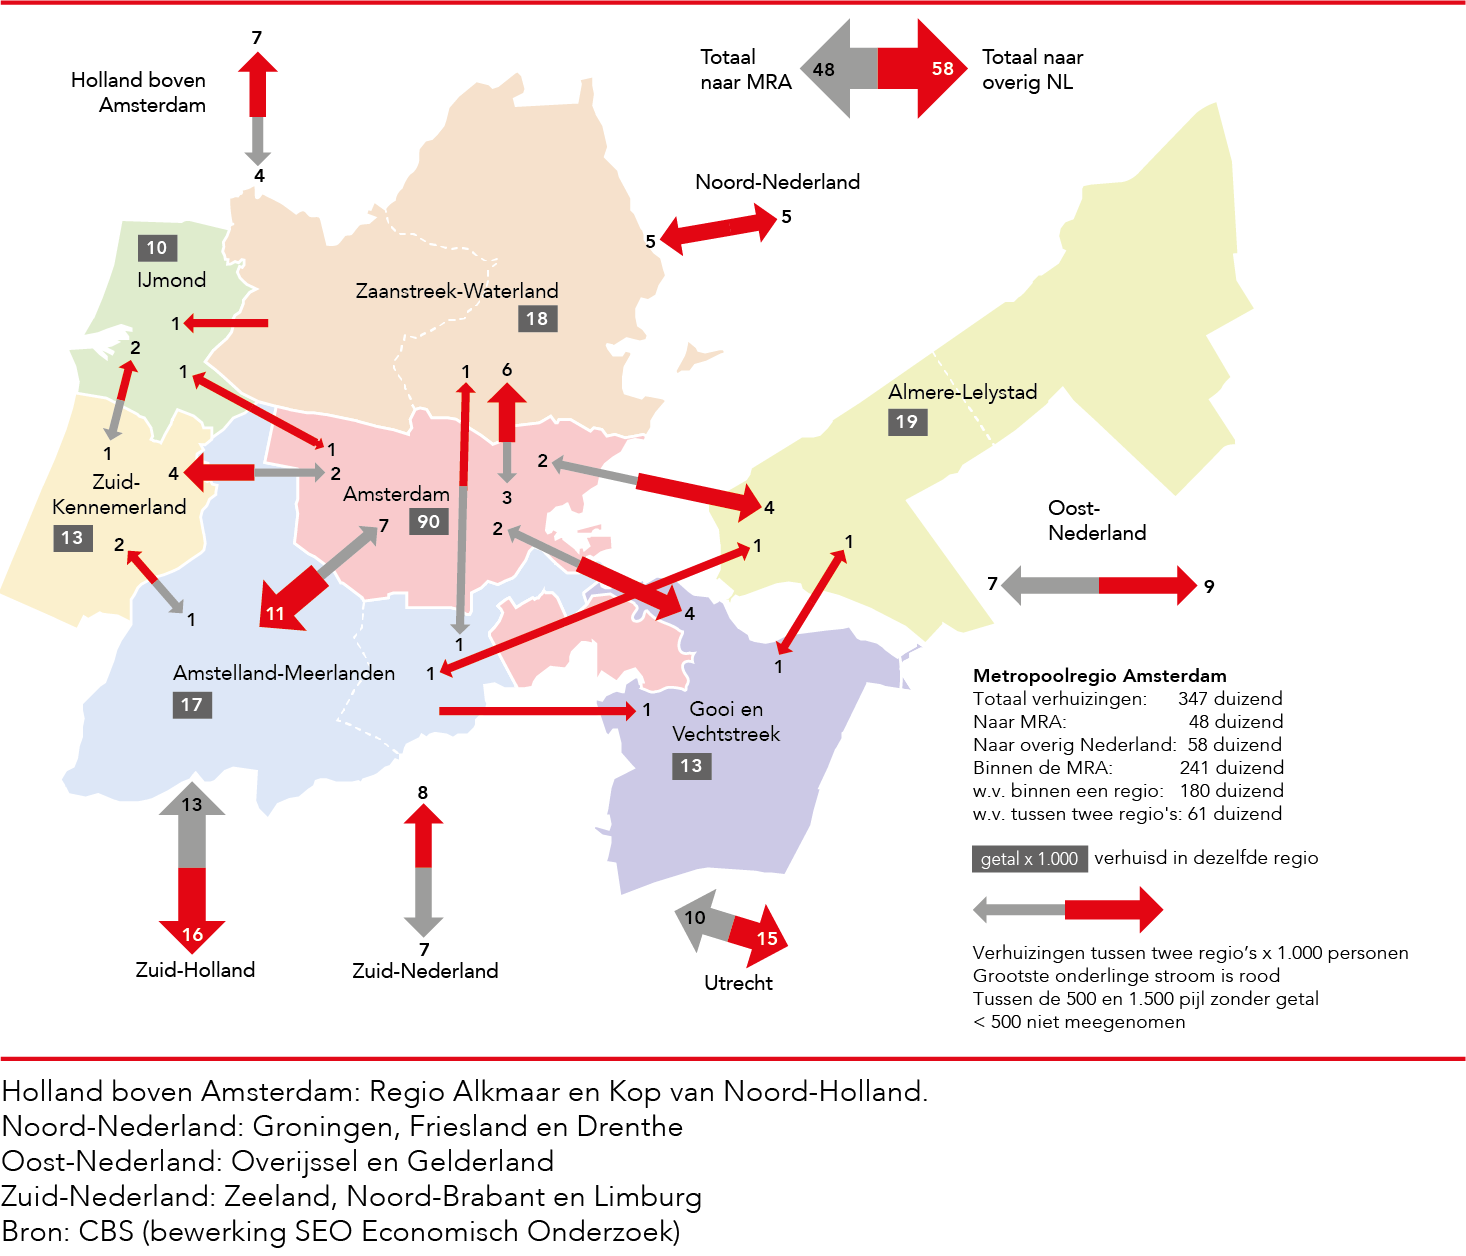 7
Holland boven
Amsterdam
4
Totaal
naar MRA
48
58
Totaal naar
overig NL
Noord-Nederland
5
5
10
IJmond
1
2
1
Zaanstreek-Waterland
18
1
6
Almere-Lelystad
19
1
4
Zuid-
Kennemerland
13
2
1
1
2
Amsterdam
90
7
2
3
2
4
1
1
Oost-
Nederland
7
9
11
1
4
1
1
Amstelland-Meerlanden
17
1
1
Gooi en
Vechtstreek
13
Metropoolregio Amsterdam
Totaal verhuizingen: 347 duizend
Naar MRA: 48 duizend
Naar overig Nederland: 58 duizend
Binnen de MRA: 241 duizend
w.v. binnen een regio: 180 duizend
w.v. tussen twee regio's: 61 duizend
getal x 1.000 verhuisd in dezelfde regio
Verhuizingen tussen twee regio’s x 1.000 personen
Grootste onderlinge stroom is rood
Tussen de 500 en 1.500 pijl zonder getal
< 500 niet meegenomen
13
16
Zuid-Holland
8
7
Zuid-Nederland
10
15
Utrecht
Holland boven Amsterdam: Regio Alkmaar en Kop van Noord-Holland.
Noord-Nederland: Groningen, Friesland en Drenthe
Oost-Nederland: Overijssel en Gelderland
Zuid-Nederland: Zeeland, Noord-Brabant en Limburg
Bron: CBS (bewerking SEO Economisch Onderzoek)